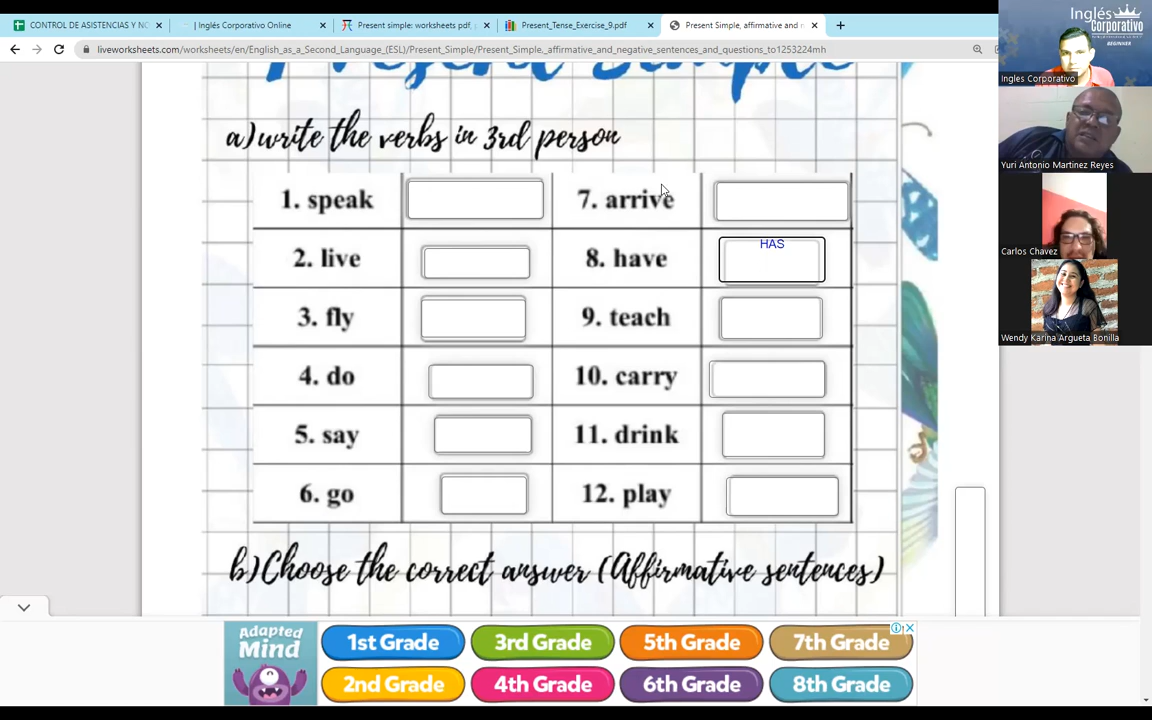 CONTROL DE ASISTENCIAS Y NO
Inglés Corporativo Online
Present simple: worksheets pdf,
Present_Tense_Exercise_9.pdf
Present Simple, affirmative and n
liveworksheets.com/worksheets/en/English_as_a_Second_Language_(ESL)/Present_Simple/Present_Simple,_affirmative_and_negative_sentences_and_questions_to1253224mh
Present Simple
a)write the verbs in 3rd person
1. speak
7. arrive
2. live
8. have
HAS
3. fly
9. teach
4. do
10. carry
5. say
11. drink
6. go
12. play
b)Choose the correct answer (Affirmative sentences)
Adapted
Mind
1st Grade
3rd Grade
5th Grade
7th Grade
2nd Grade
4th Grade
6th Grade
8th Grade
Inglés
Corporativo
BEGINNER
Ingles Corporativo
Yuri Antonio Martinez Reyes
Carlos Chavez
Wendy Karina Argueta Bonilla